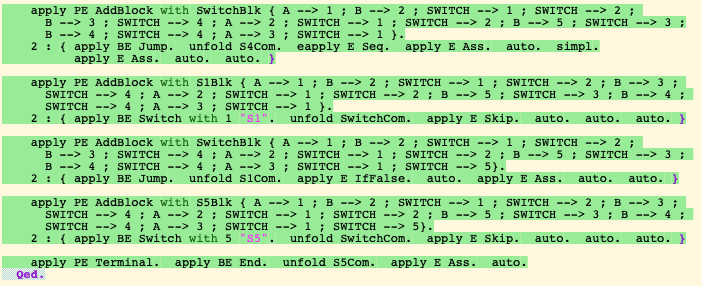 apply PE AddBlock with SwitchBlk { A --> 1 ; B --> 2 ; SWITCH --> 1 ; SWITCH --> 2 ;
B --> 3 ; SWITCH --> 4 ; A --> 2 ; SWITCH --> 1 ; SWITCH --> 2 ; B --> 5 ; SWITCH --> 3 ;
B --> 4 ; SWITCH --> 4 ; A --> 3 ; SWITCH --> 1 }.
2 : { apply BE Jump. unfold S4Com. eapply E Seq. apply E Ass. auto. simpl.
apply E Ass. auto. auto. }
apply PE AddBlock with S1Blk { A --> 1 ; B --> 2 ; SWITCH --> 1 ; SWITCH --> 2 ; B --> 3 ;
SWITCH --> 4 ; A --> 2 ; SWITCH --> 1 ; SWITCH --> 2 ; B --> 5 ; SWITCH --> 3 ; B --> 4 ;
SWITCH --> 4 ; A --> 3 ; SWITCH --> 1 }.
2 : { apply BE Switch with 1 "S1". unfold SwitchCom. apply E Skip. auto. auto. auto. }
apply PE AddBlock with SwitchBlk { A --> 1 ; B --> 2 ; SWITCH --> 1 ; SWITCH --> 2 ;
B --> 3 ; SWITCH --> 4 ; A --> 2 ; SWITCH --> 1 ; SWITCH --> 2 ; B --> 5 ; SWITCH --> 3 ;
B --> 4 ; SWITCH --> 4 ; A --> 3 ; SWITCH --> 1 ; SWITCH --> 5}.
2 : { apply BE Jump. unfold S1Com. apply E IfFalse. auto. apply E Ass. auto. auto. }
apply PE AddBlock with S5Blk { A --> 1 ; B --> 2 ; SWITCH --> 1 ; SWITCH --> 2 ; B --> 3 ;
SWITCH --> 4 ; A --> 2 ; SWITCH --> 1 ; SWITCH --> 2 ; B --> 5 ; SWITCH --> 3 ; B --> 4 ;
SWITCH --> 4 ; A --> 3 ; SWITCH --> 1 ; SWITCH --> 5}.
2 : { apply BE Switch with 5 "S5". unfold SwitchCom. apply E Skip. auto. auto. auto. }
apply PE Terminal. apply BE End. unfold S5Com. apply E Ass. auto.
Qed.